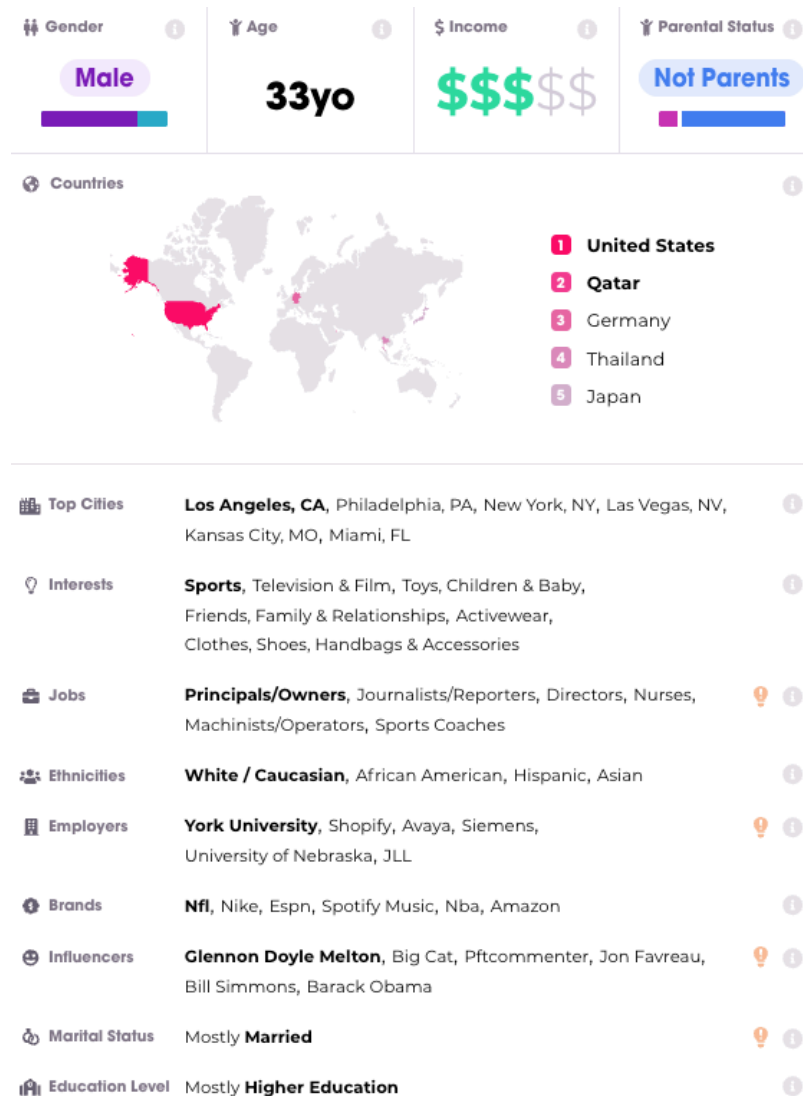 Gender
Age
$ Income
Parental Status
Male
33yo
$$$$$
Not Parents
Countries
1 United States
2 Qatar
3 Germany
4 Thailand
5 Japan
Top Cities
Los Angeles, CA, Philadelphia, PA, New York, NY, Las Vegas, NV,
Kansas City, MO, Miami, FL
Interests
Sports, Television & Film, Toys, Children & Baby,
Friends, Family & Relationships, Activewear,
Clothes, Shoes, Handbags & Accessories
Jobs
Principals/Owners, Journalists/Reporters, Directors, Nurses,
Machinists/Operators, Sports Coaches
Ethnicities
White / Caucasian, African American, Hispanic, Asian
Employers
York University, Shopify, Avaya, Siemens,
University of Nebraska, JLL
Brands
Nfl, Nike, Espn, Spotify Music, Nba, Amazon
Influencers
Glennon Doyle Melton, Big Cat, Pftcommenter, Jon Favreau,
Bill Simmons, Barack Obama
Marital Status
Mostly Married
Education Level
Mostly Higher Education